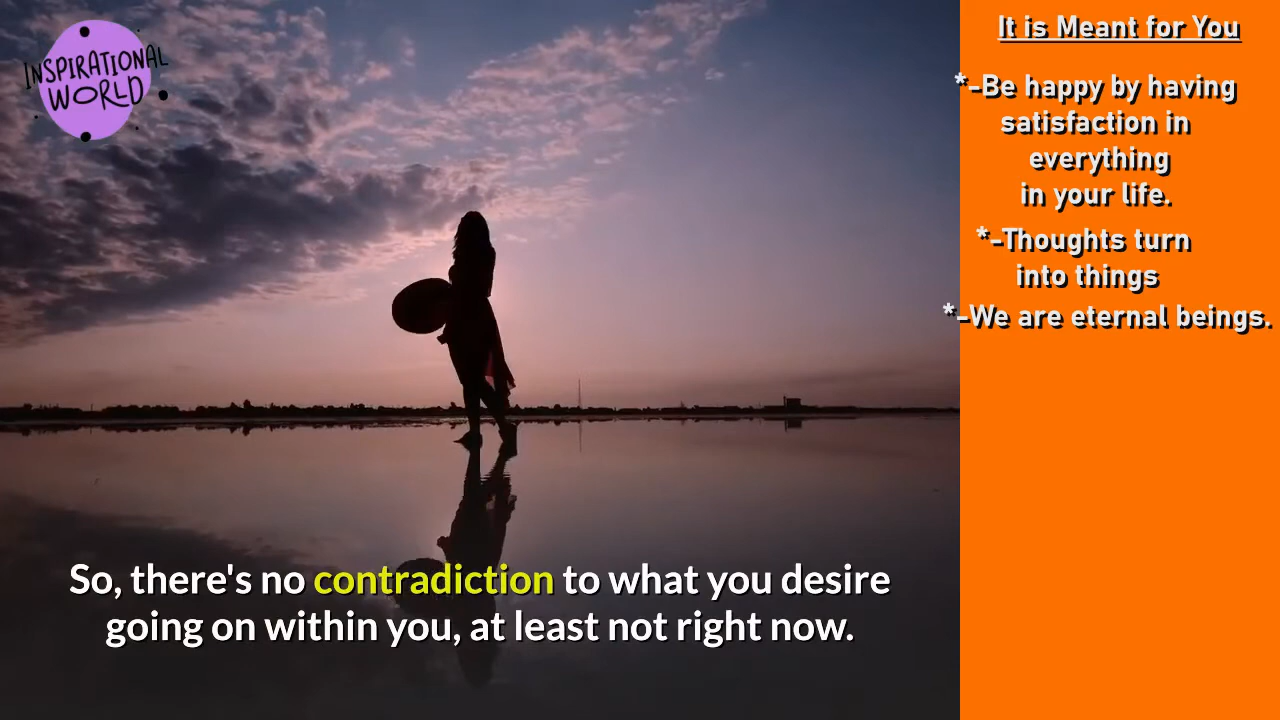 INSPIRATIONAL
WORLD
It is Meant for You
*-Be happy by having
satisfaction in
everything
in your life.
*-Thoughts turn
into things
*-We are eternal beings.
So, there's no contradiction to what you desire
going on within you, at least not right now.